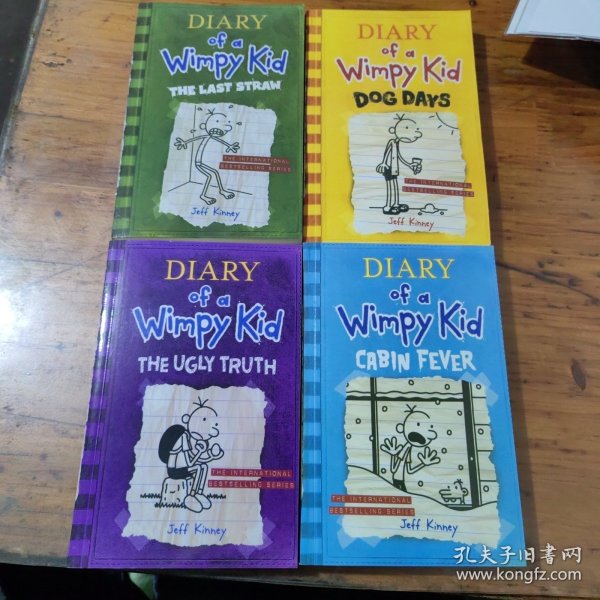 DIARY
of a
Wimpy Kid
THE LAST STRAW
THE INTERNATIONAL
BESTSELLING SERIES
Jeff Kinney
DIARY
of a
Wimpy Kid
DOG DAYS
THE INTERNATIONAL
BESTSELLING SERIES
Jeff Kinney
DIARY
of a
Wimpy Kid
THE UGLY TRUTH
THE INTERNATIONAL
BESTSELLING SERIES
Jeff Kinney
DIARY
of a
Wimpy Kid
CABIN FEVER
THE INTERNATIONAL
BESTSELLING SERIES
Jeff Kinney
孔夫子旧书网
www.kongfz.com